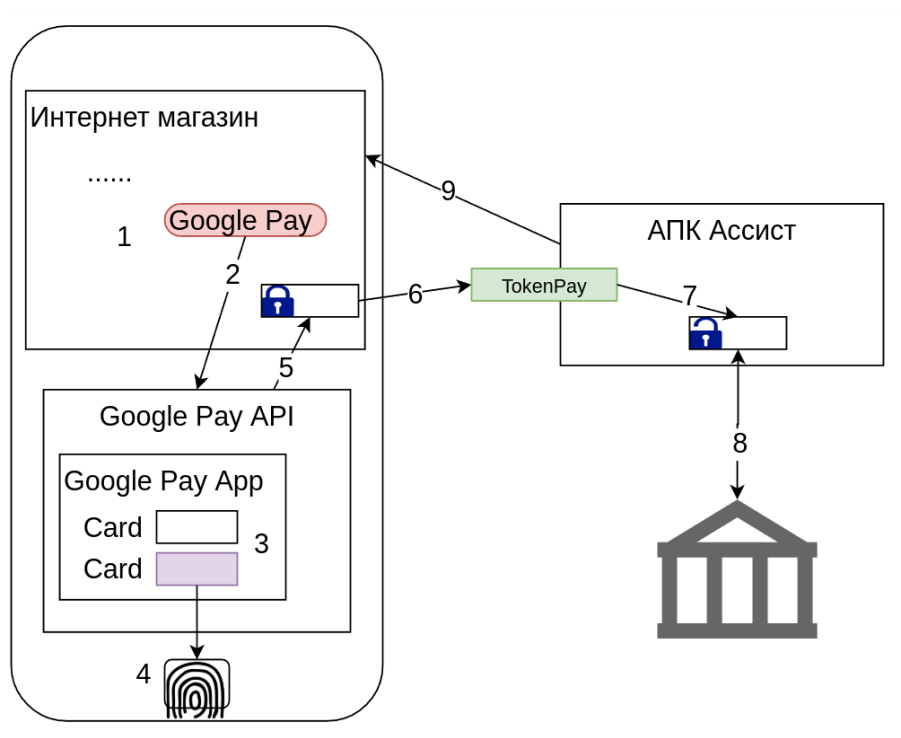 Интернет магазин
......
1
Google Pay
2
9
АПК Ассист
6
TokenPay
7
5
Google Pay API
Google Pay App
Card
3
Card
8
4